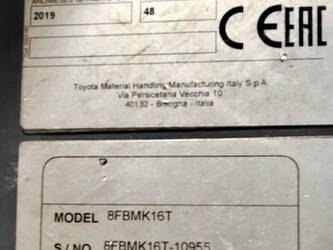 2019 48
CE EAC
Toyota Material Handling Manufacturing Italy S.p.A
Via Persicetana Vecchia 10
40132 - Bologna - Italia
MODEL 8FBMK16T
S / NO 8FBMK16T-10955